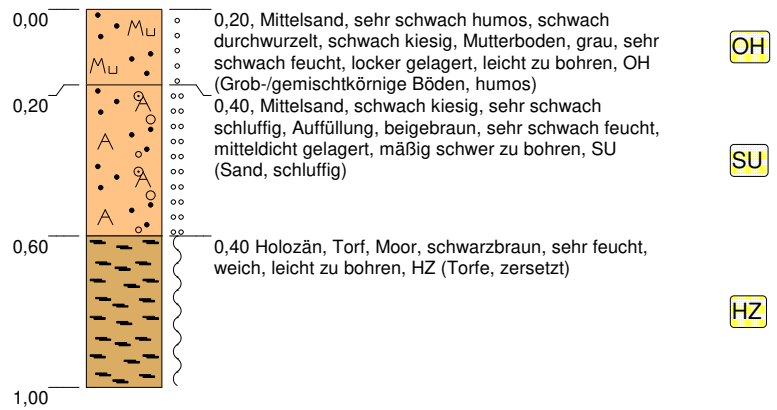 0,00
0,20, Mittelsand, sehr schwach humos, schwach
durchwurzelt, schwach kiesig, Mutterboden, grau, sehr
schwach feucht, locker gelagert, leicht zu bohren, OH
(Grob-/gemischtkörnige Böden, humos)
OH
Mu
Mu
0,20
0,40, Mittelsand, schwach kiesig, sehr schwach
schluffig, Auffüllung, beigebraun, sehr schwach feucht,
mitteldicht gelagert, mäßig schwer zu bohren, SU
(Sand, schluffig)
SU
A
A
A
A
0,60
0,40 Holozän, Torf, Moor, schwarzbraun, sehr feucht,
weich, leicht zu bohren, HZ (Torfe, zersetzt)
HZ
1,00